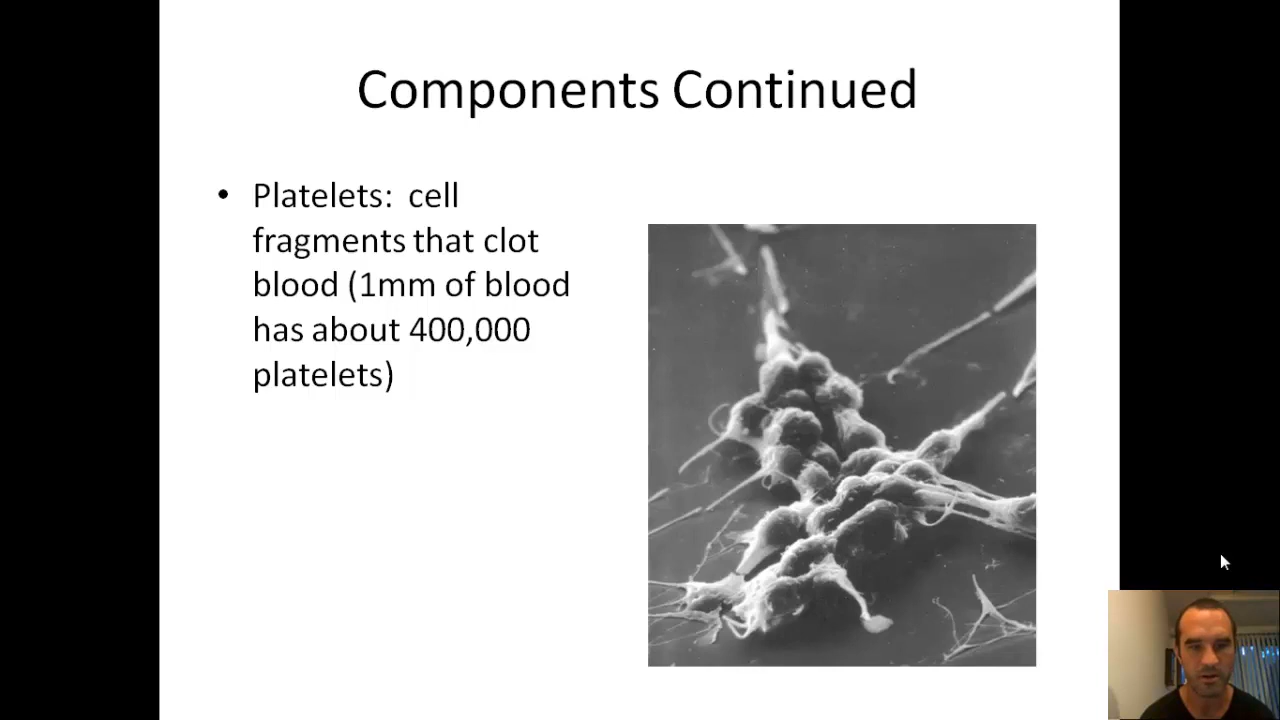 Components Continued
• Platelets: cell
fragments that clot
blood (1mm of blood
has about 400,000
platelets)